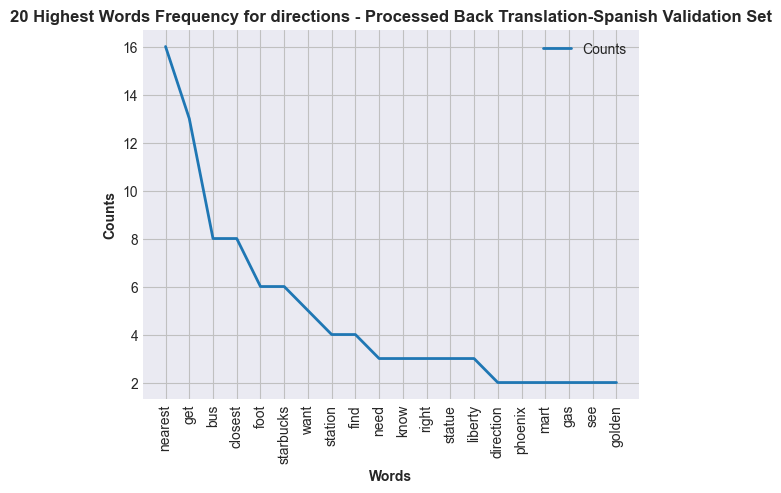 20 Highest Words Frequency for directions - Processed Back Translation-Spanish Validation Set
Counts
16
14
12
10
8
6
4
2
Counts
nearest
get
bus
closest
foot
starbucks
want
station
find
need
know
right
statue
liberty
direction
phoenix
mart
gas
see
golden
Words